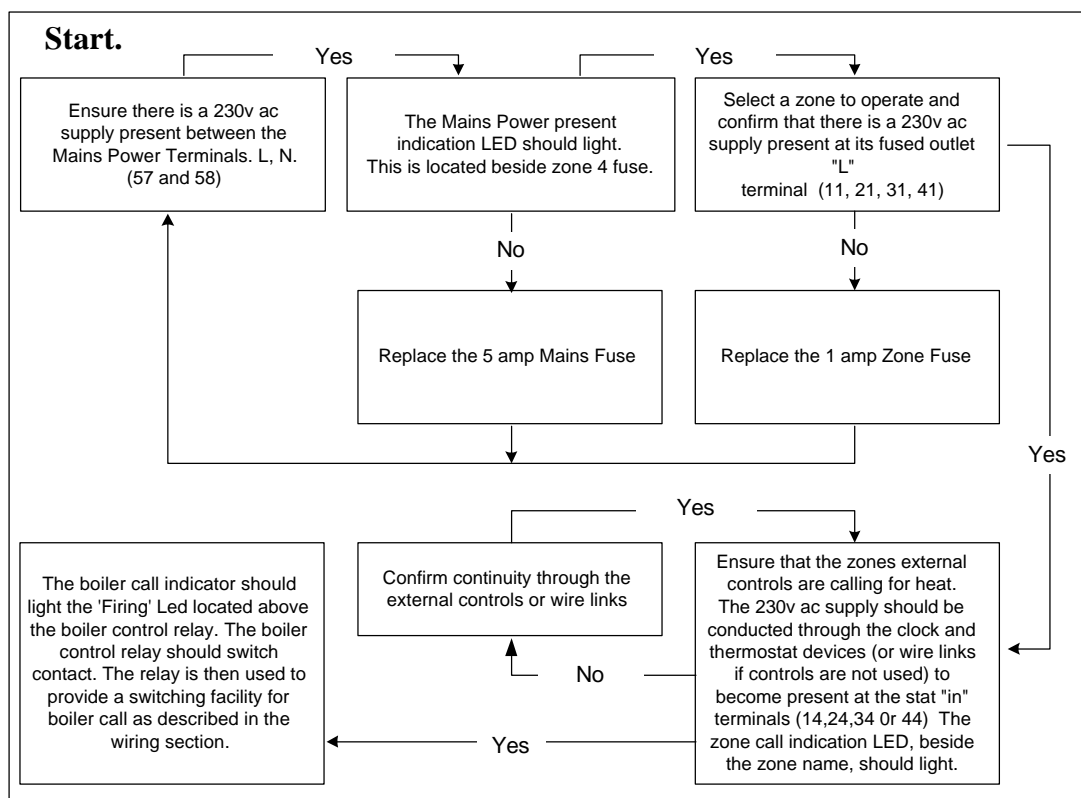 Start.
Yes
Yes
Ensure there is a 230v ac
supply present between the
Mains Power Terminals. L, N.
(57 and 58)
The Mains Power present
indication LED should light.
This is located beside zone 4 fuse.
Select a zone to operate and
confirm that there is a 230v ac
supply present at its fused outlet
"L"
terminal (11, 21, 31, 41)
No
No
Replace the 5 amp Mains Fuse
Replace the 1 amp Zone Fuse
Yes
Yes
The boiler call indicator should
light the 'Firing' Led located above
the boiler control relay. The boiler
control relay should switch
contact. The relay is then used to
provide a switching facility for
boiler call as described in the
wiring section.
Confirm continuity through the
external controls or wire links
Ensure that the zones external
controls are calling for heat.
The 230v ac supply should be
conducted through the clock and
thermostat devices (or wire links
if controls are not used) to
become present at the stat "in"
terminals (14,24,34 0r 44) The
zone call indication LED, beside
the zone name, should light.
No
Yes